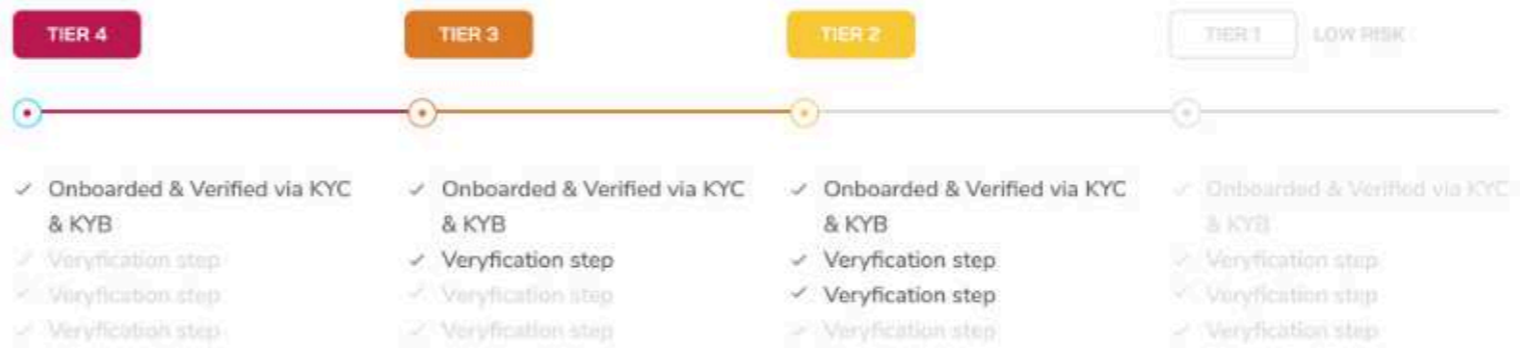 TIER 4
TIER 3
TIER 2
TIER 1 LOW RISK
Onboarded & Verified via KYC
& KYB
Veryfication step
Veryfication step
Veryfication step
Onboarded & Verified via KYC
& KYB
Veryfication step
Veryfication step
Veryfication step
Onboarded & Verified via KYC
& KYB
Veryfication step
Veryfication step
Veryfication step
Onboarded & Verified via KYC
& KYB
Veryfication step
Veryfication step
Veryfication step